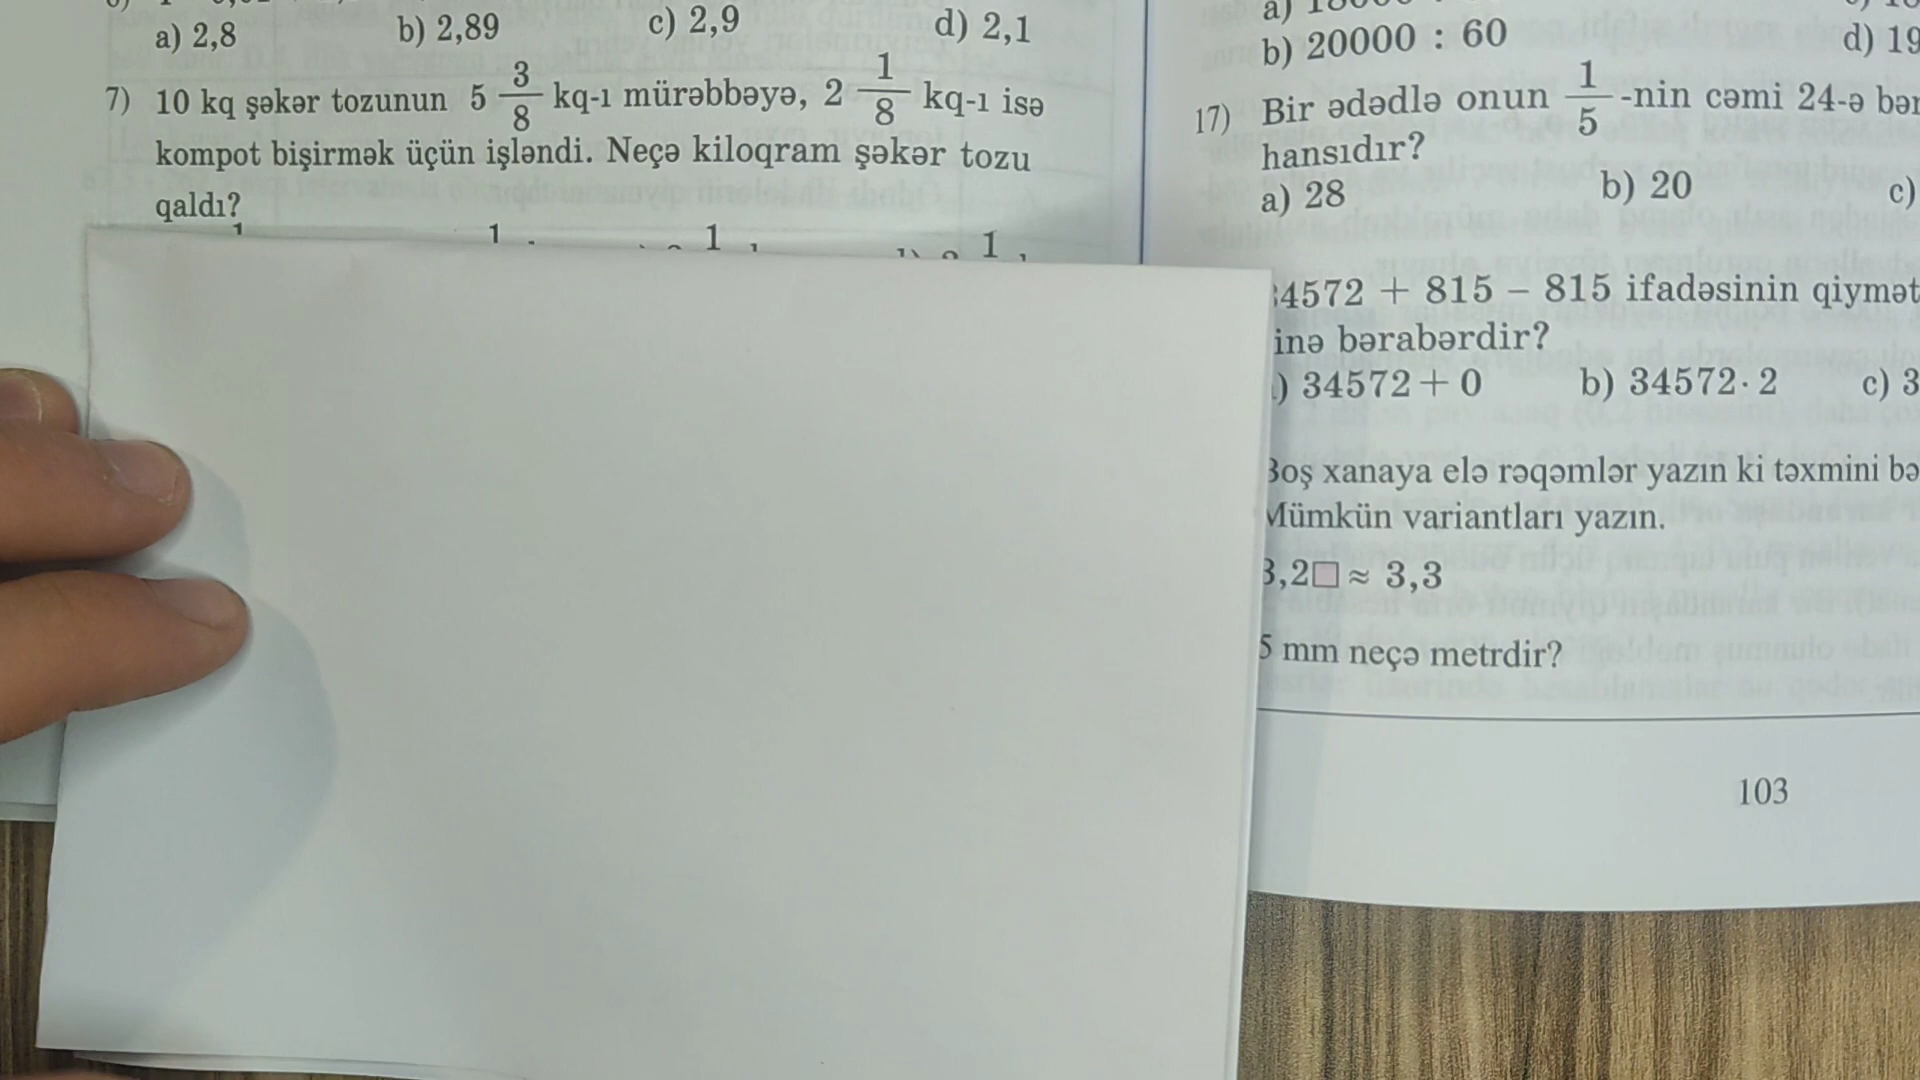 a) 2,8 b) 2,89 c) 2,9 d) 2,1
7) 10 kq şəkər tozunun 5 3/8 kq-ı mürəbbəyə, 2 1/8 kq-ı isə
kompot bişirmək üçün işləndi. Neçə kiloqram şəkər tozu
qaldı?
b) 20000 : 60 d) 19
17) Bir ədədlə onun 1/5 -nin cəmi 24-ə
hansıdır?
a) 28 b) 20 c)
4572 + 815 – 815 ifadəsinin qiymət
inə bərabərdir?
) 34572 + 0 b) 34572 · 2 c) 3
Boş xanaya elə rəqəmlər yazın ki təxmini bə
Mümkün variantları yazın.
3,2□ ≈ 3,3
5 mm neçə metrdir?
103